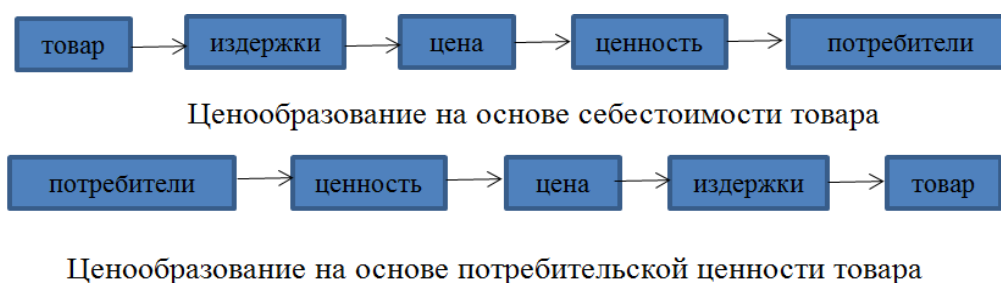 товар издержки цена ценность потребители
Ценообразование на основе себестоимости товара
потребители ценность цена издержки товар
Ценообразование на основе потребительской ценности товара